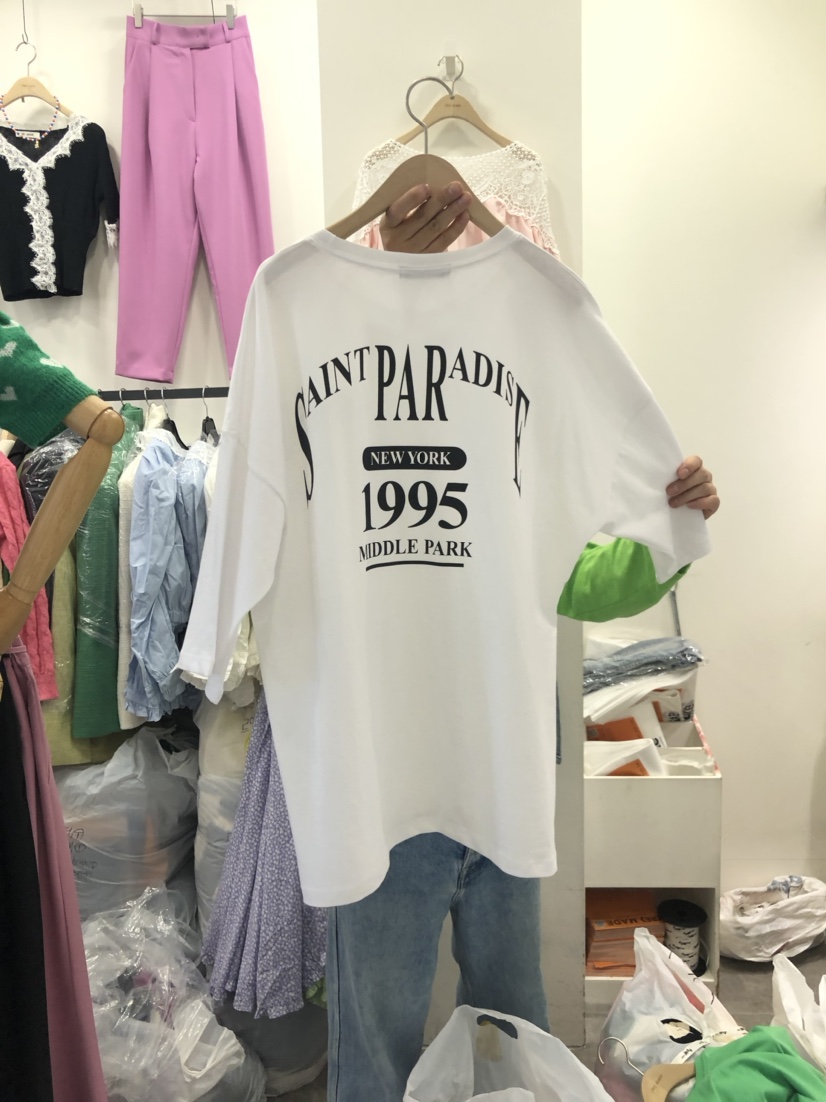 SAINT PARADISE
NEW YORK
1995
MIDDLE PARK